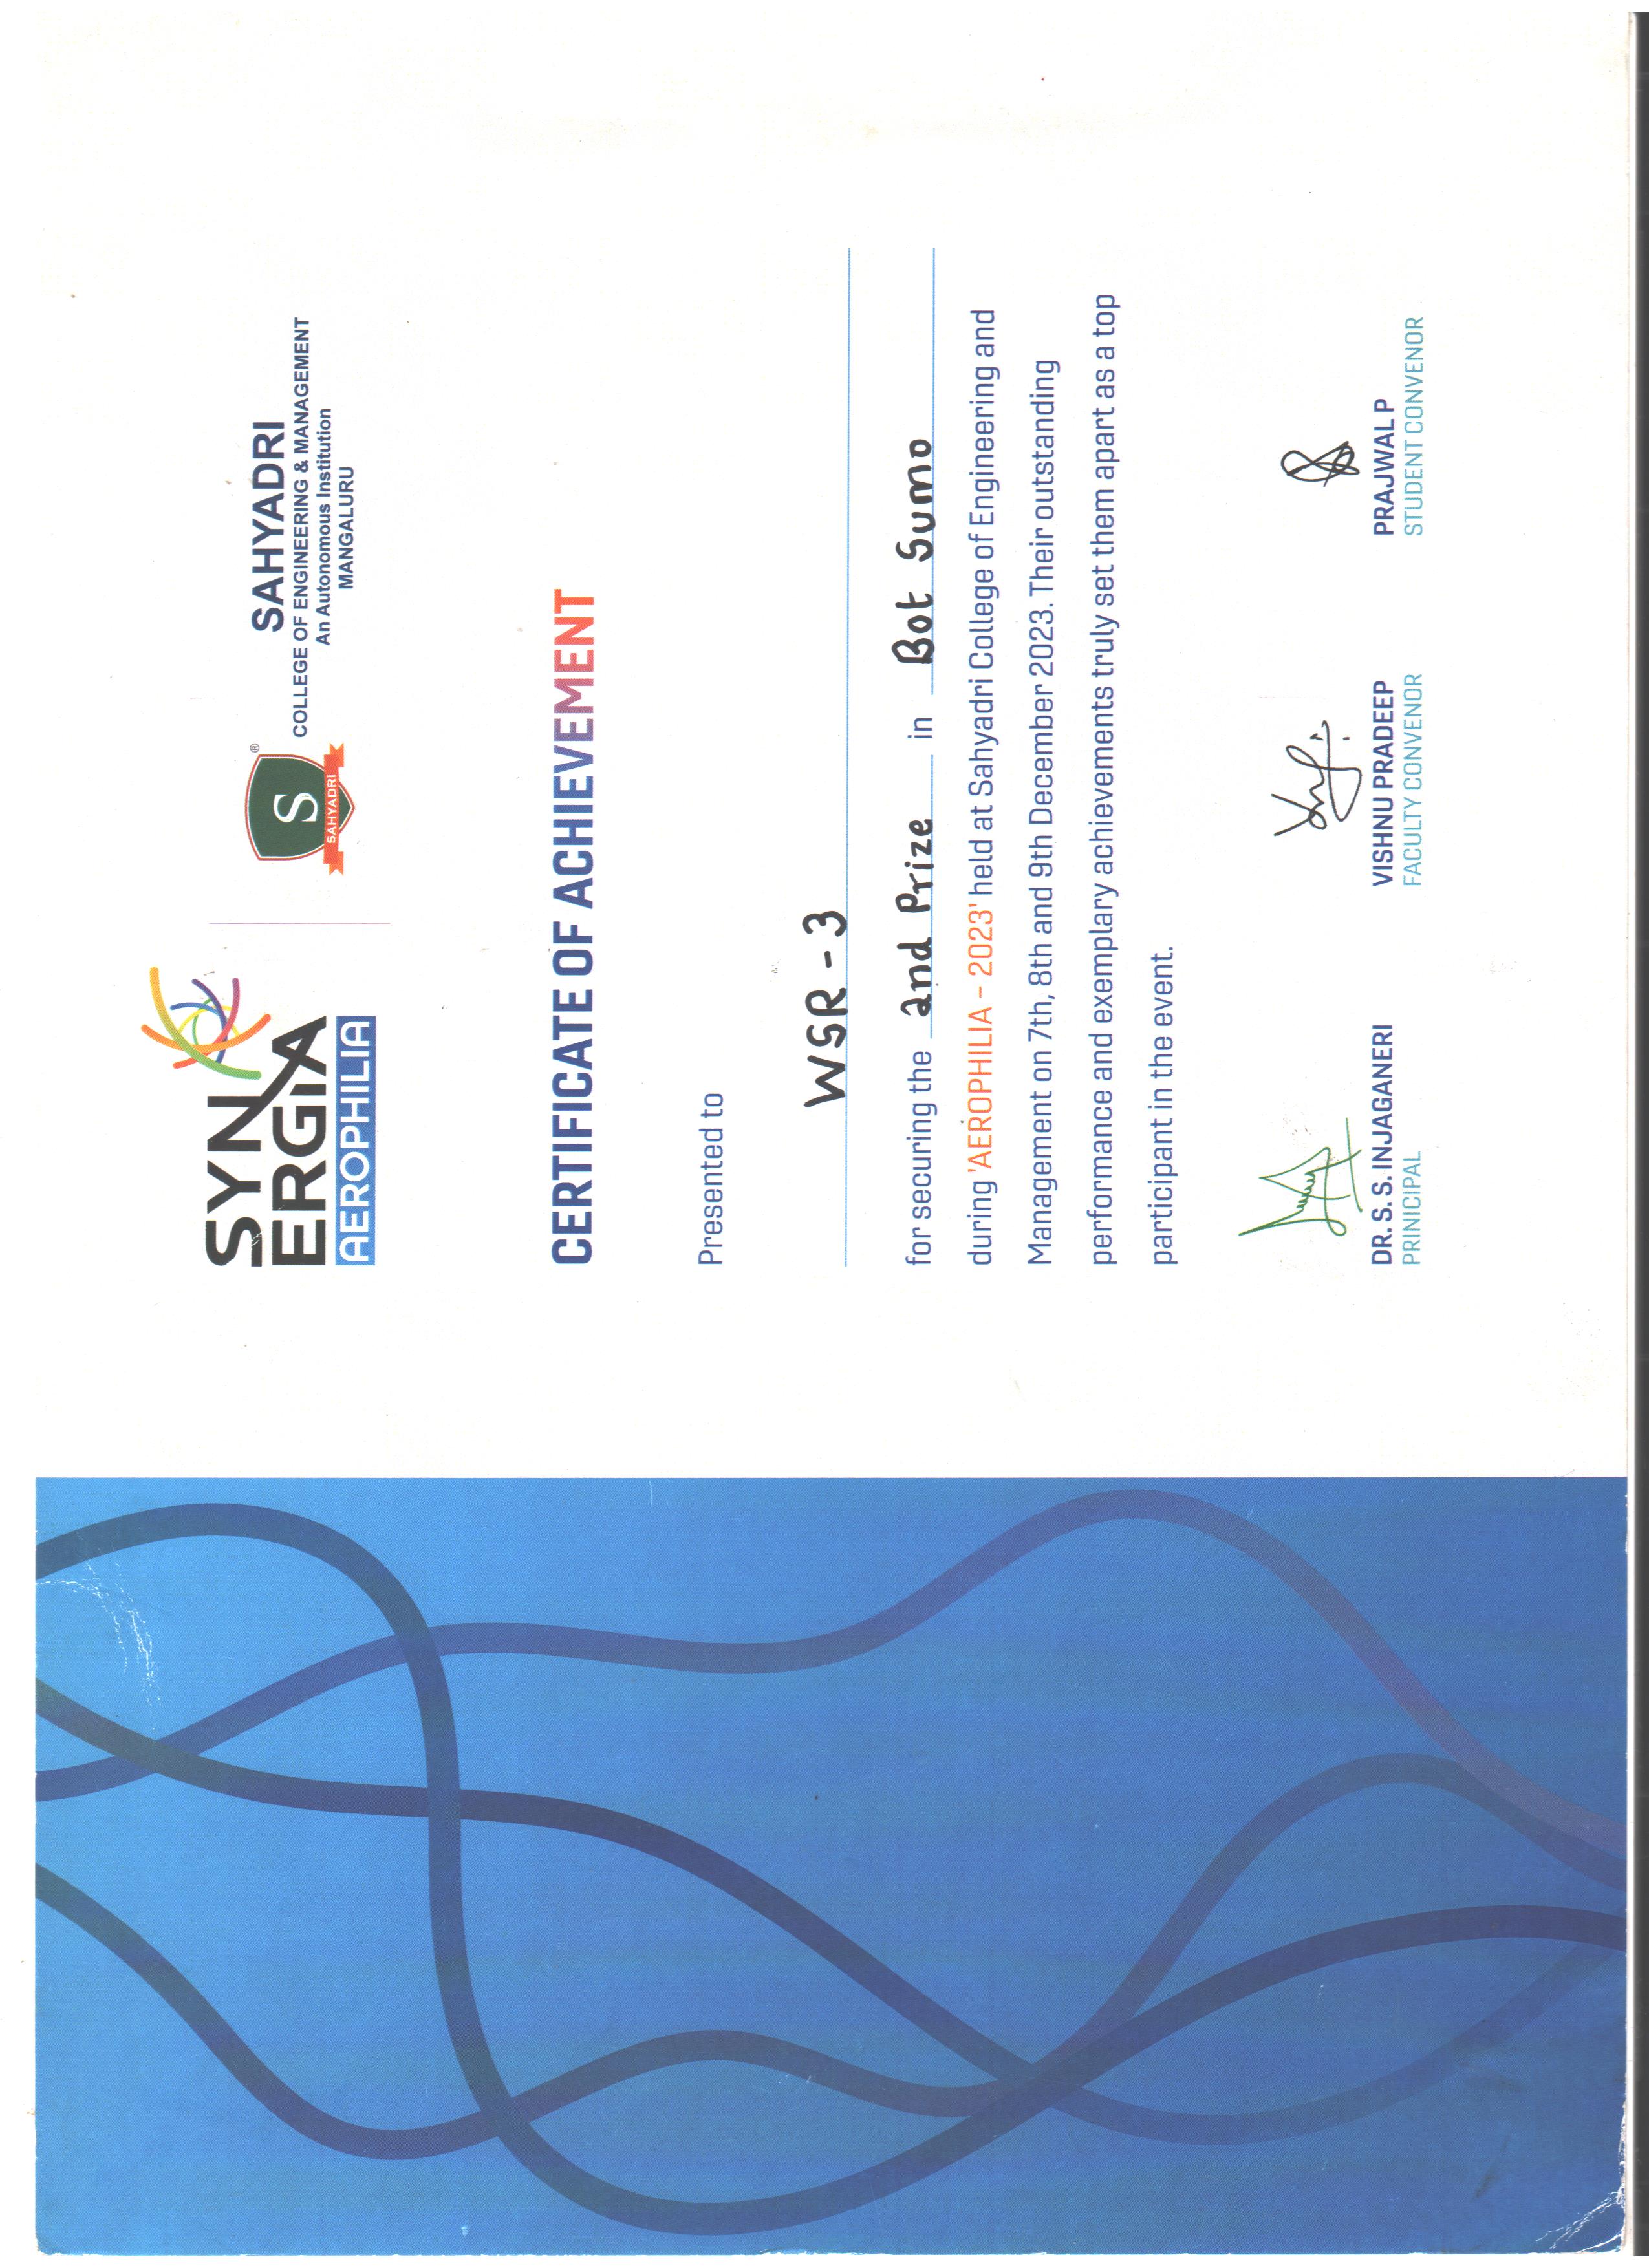 SYN
ERGIA
AEROPHILIA
S
SAHYADRI
®
SAHYADRI
COLLEGE OF ENGINEERING & MANAGEMENT
An Autonomous Institution
MANGALURU
CERTIFICATE OF ACHIEVEMENT
Presented to
WSR-3
for securing the 2nd Prize in Bot Sumo
during 'AEROPHILIA - 2023' held at Sahyadri College of Engineering and
Management on 7th, 8th and 9th December 2023. Their outstanding
performance and exemplary achievements truly set them apart as a top
participant in the event.
DR. S. S. INJAGANERI
PRINICIPAL
VISHNU PRADEEP
FACULTY CONVENOR
PRAJWAL P
STUDENT CONVENOR